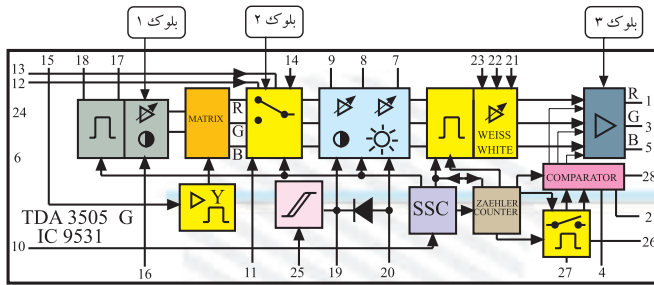 بلوک ۱
بلوک ۲
بلوک ۳
15 18 17 14 9 8 7 23 22 21
13
12
24
6
10
MATRIX
R
G
B
WEISS
WHITE
R 1
G 3
B 5
COMPARATOR 28
2
26
Y
TDA 3505 G
IC 9531
SSC
ZAEHLER
COUNTER
16 11 25 19 20 27 4